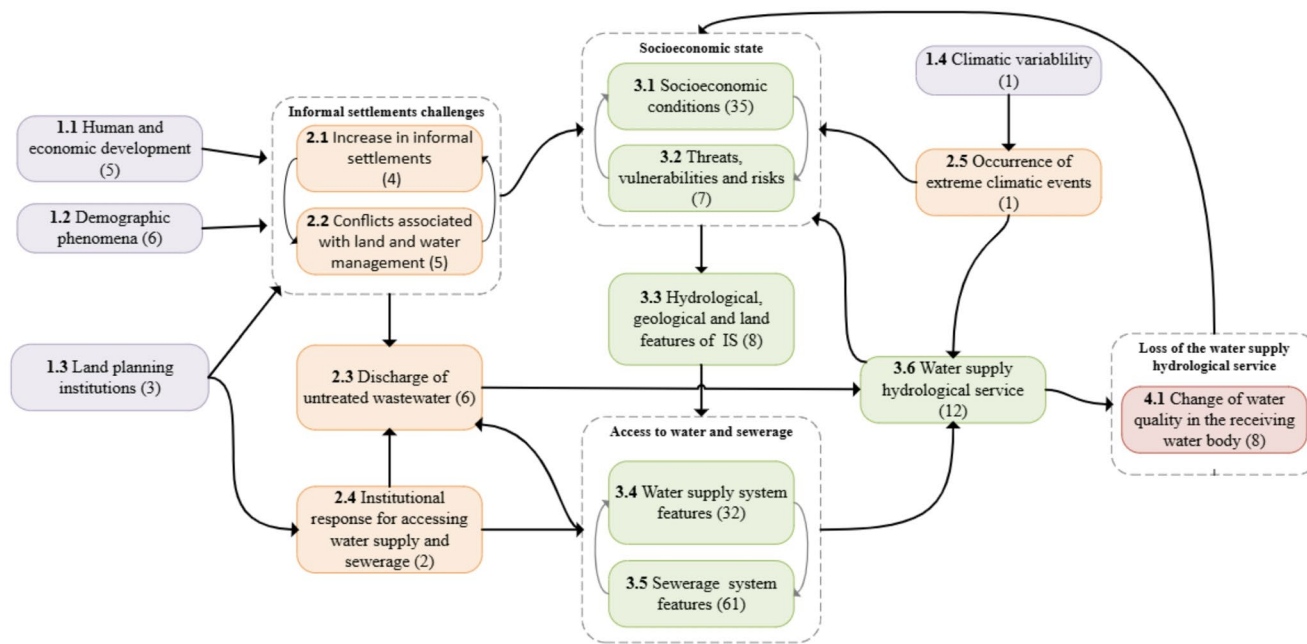 Socioeconomic state
3.1 Socioeconomic
conditions (35)
3.2 Threats,
vulnerabilities and risks
(7)
1.4 Climatic variablility
(1)
Informal settlements challenges
2.1 Increase in informal
settlements
(4)
2.2 Conflicts associated
with land and water
management (5)
1.1 Human and
economic development
(5)
1.2 Demographic
phenomena (6)
2.5 Occurrence of
extreme climatic events
(1)
3.3 Hydrological,
geological and land
features of IS (8)
1.3 Land planning
institutions (3)
2.3 Discharge of
untreated wastewater (6)
3.6 Water supply
hydrological service
(12)
Loss of the water supply
hydrological service
4.1 Change of water
quality in the receiving
water body (8)
Access to water and sewerage
3.4 Water supply system
features (32)
3.5 Sewerage system
features (61)
2.4 Institutional
response for accessing
water supply and
sewerage (2)